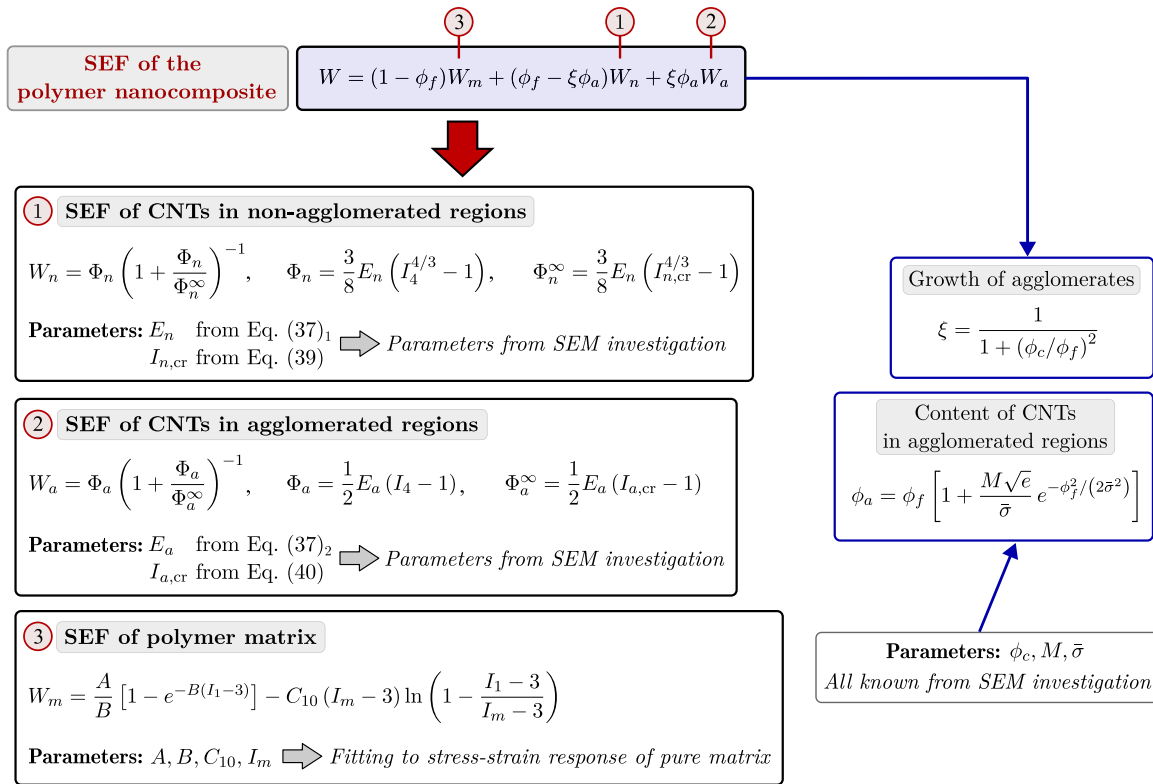 3 1 2
SEF of the
polymer nanocomposite
W = (1 − ϕ_f)W_m + (ϕ_f − ξϕ_a)W_n + ξϕ_aW_a
1 SEF of CNTs in non-agglomerated regions
W_n = Φ_n (1 + Φ_n/Φ_n^∞)^{−1}, Φ_n = 3/8 E_n (I_4^{4/3} − 1), Φ_n^∞ = 3/8 E_n (I_{n,cr}^{4/3} − 1)
Parameters: E_n from Eq. (37)_1
I_{n,cr} from Eq. (39)
Parameters from SEM investigation
2 SEF of CNTs in agglomerated regions
W_a = Φ_a (1 + Φ_a/Φ_a^∞)^{−1} Φ_a = 1/2 E_a (I_4 − 1), Φ_a^∞ = 1/2 E_a (I_{a,cr} − 1)
Parameters: E_a from Eq. (37)_2
I_{a,cr} from Eq. (40)
Parameters from SEM investigation
3 SEF of polymer matrix
W_m = A/B [1 − e^{−B(I_1−3)}] − C_{10} (I_m − 3) ln (1 − (I_1 − 3)/(I_m − 3))
Parameters: A, B, C_{10}, I_m
Fitting to stress-strain response of pure matrix
Growth of agglomerates
ξ = 1/(1 + (ϕ_c/ϕ_f)^2)
Content of CNTs
in agglomerated regions
ϕ_a = ϕ_f [1 + (M√e/σ̄) e^{−ϕ_f^2/(2σ̄^2)}]
Parameters: ϕ_c, M, σ̄
All known from SEM investigation